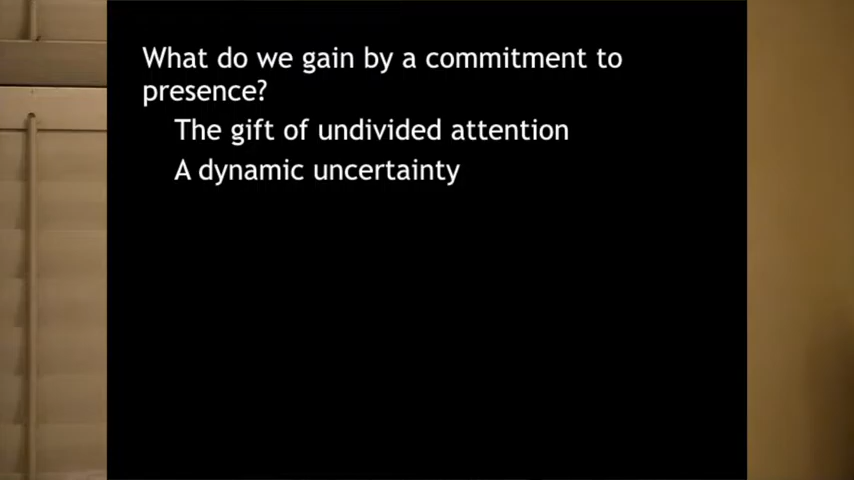 What do we gain by a commitment to
presence?
The gift of undivided attention
A dynamic uncertainty